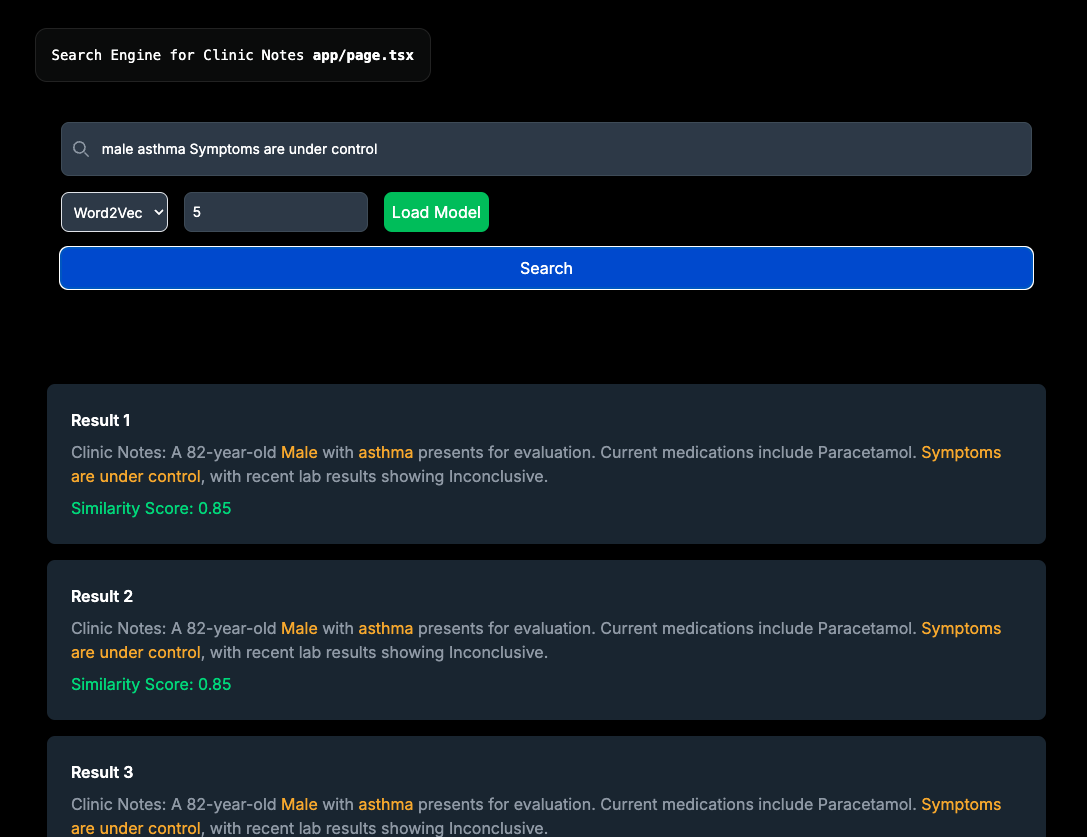 Search Engine for Clinic Notes app/page.tsx
male asthma Symptoms are under control
Word2Vec 5 Load Model
Search
Result 1
Clinic Notes: A 82-year-old Male with asthma presents for evaluation. Current medications include Paracetamol. Symptoms
are under control, with recent lab results showing Inconclusive.
Similarity Score: 0.85
Result 2
Clinic Notes: A 82-year-old Male with asthma presents for evaluation. Current medications include Paracetamol. Symptoms
are under control, with recent lab results showing Inconclusive.
Similarity Score: 0.85
Result 3
Clinic Notes: A 82-year-old Male with asthma presents for evaluation. Current medications include Paracetamol. Symptoms
are under control, with recent lab results showing Inconclusive.